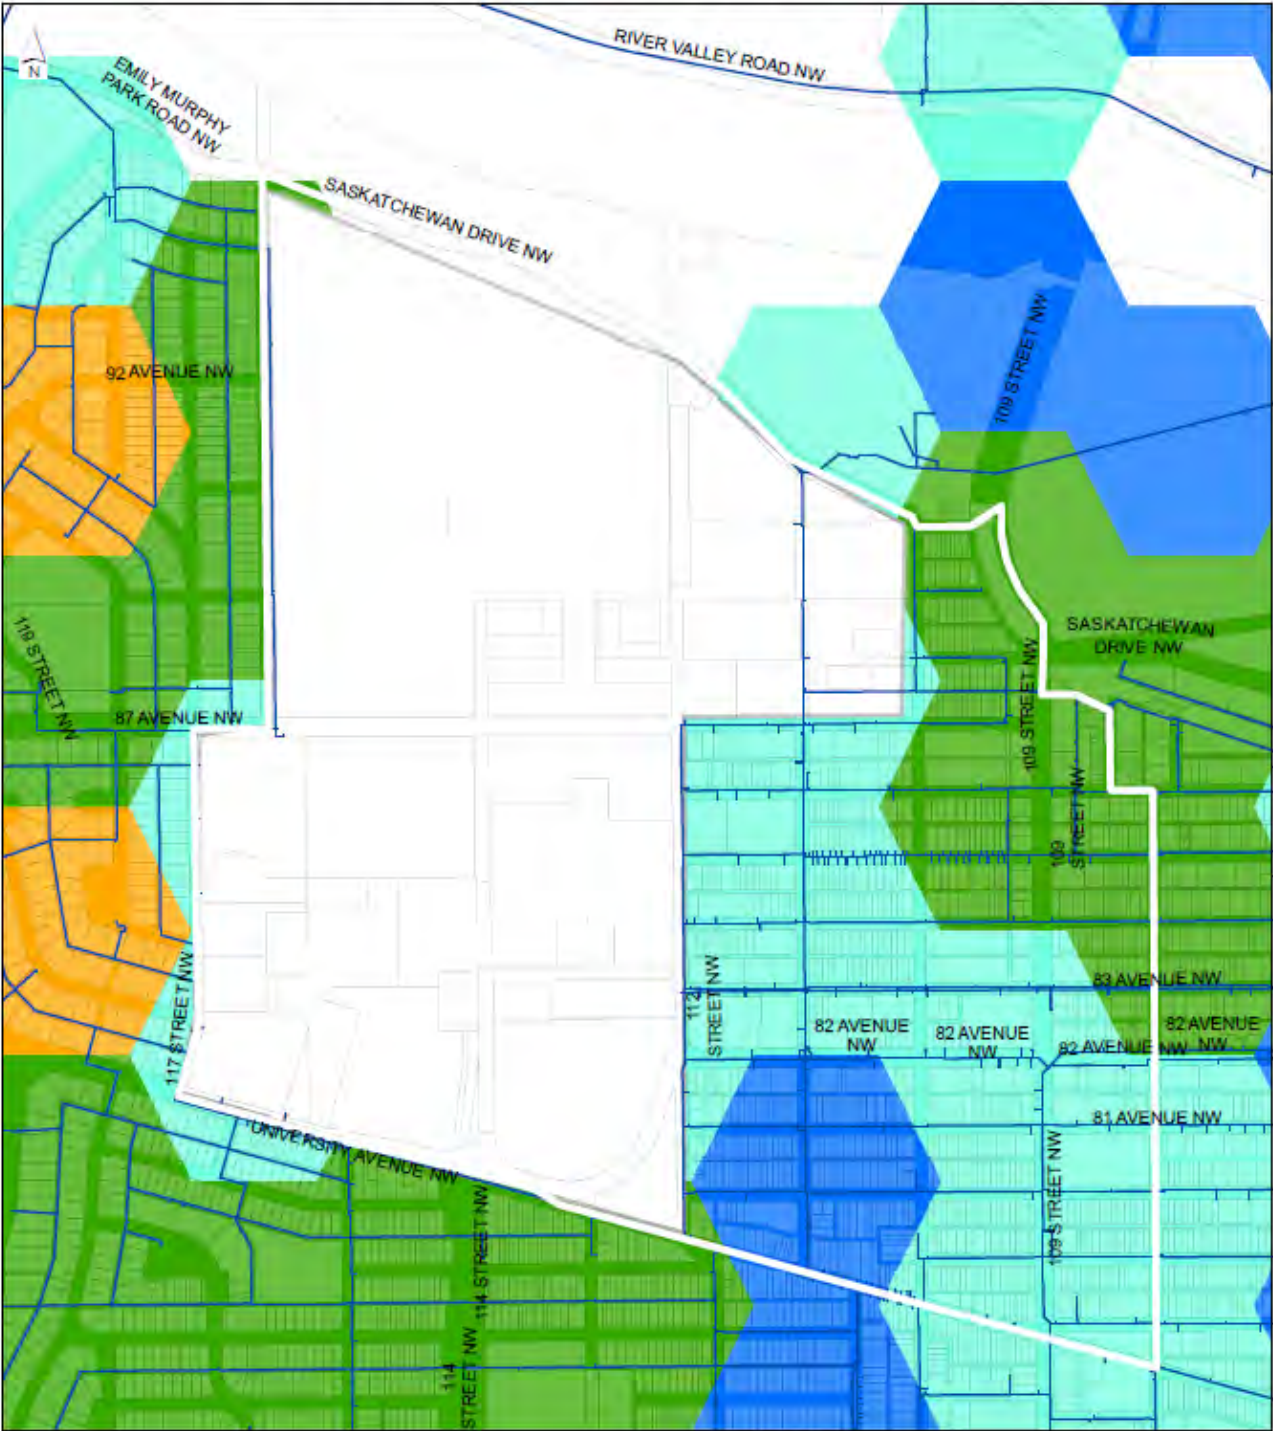 RIVER VALLEY ROAD NW
N
EMILY MURPHY
PARK ROAD NW
SASKATCHEWAN DRIVE NW
109 STREET NW
92 AVENUE NW
119 STREET NW
SASKATCHEWAN
DRIVE NW
109 STREET NW
87 AVENUE NW
109
STREET NW
83 AVENUE NW
117 STREET NW
112
STREET NW
82 AVENUE
NW
82 AVENUE
NW
82 AVENUE NW
82 AVENUE
NW
81 AVENUE NW
UNIVERSITY AVENUE NW
109 STREET NW
114 STREET NW
114
STREET NW